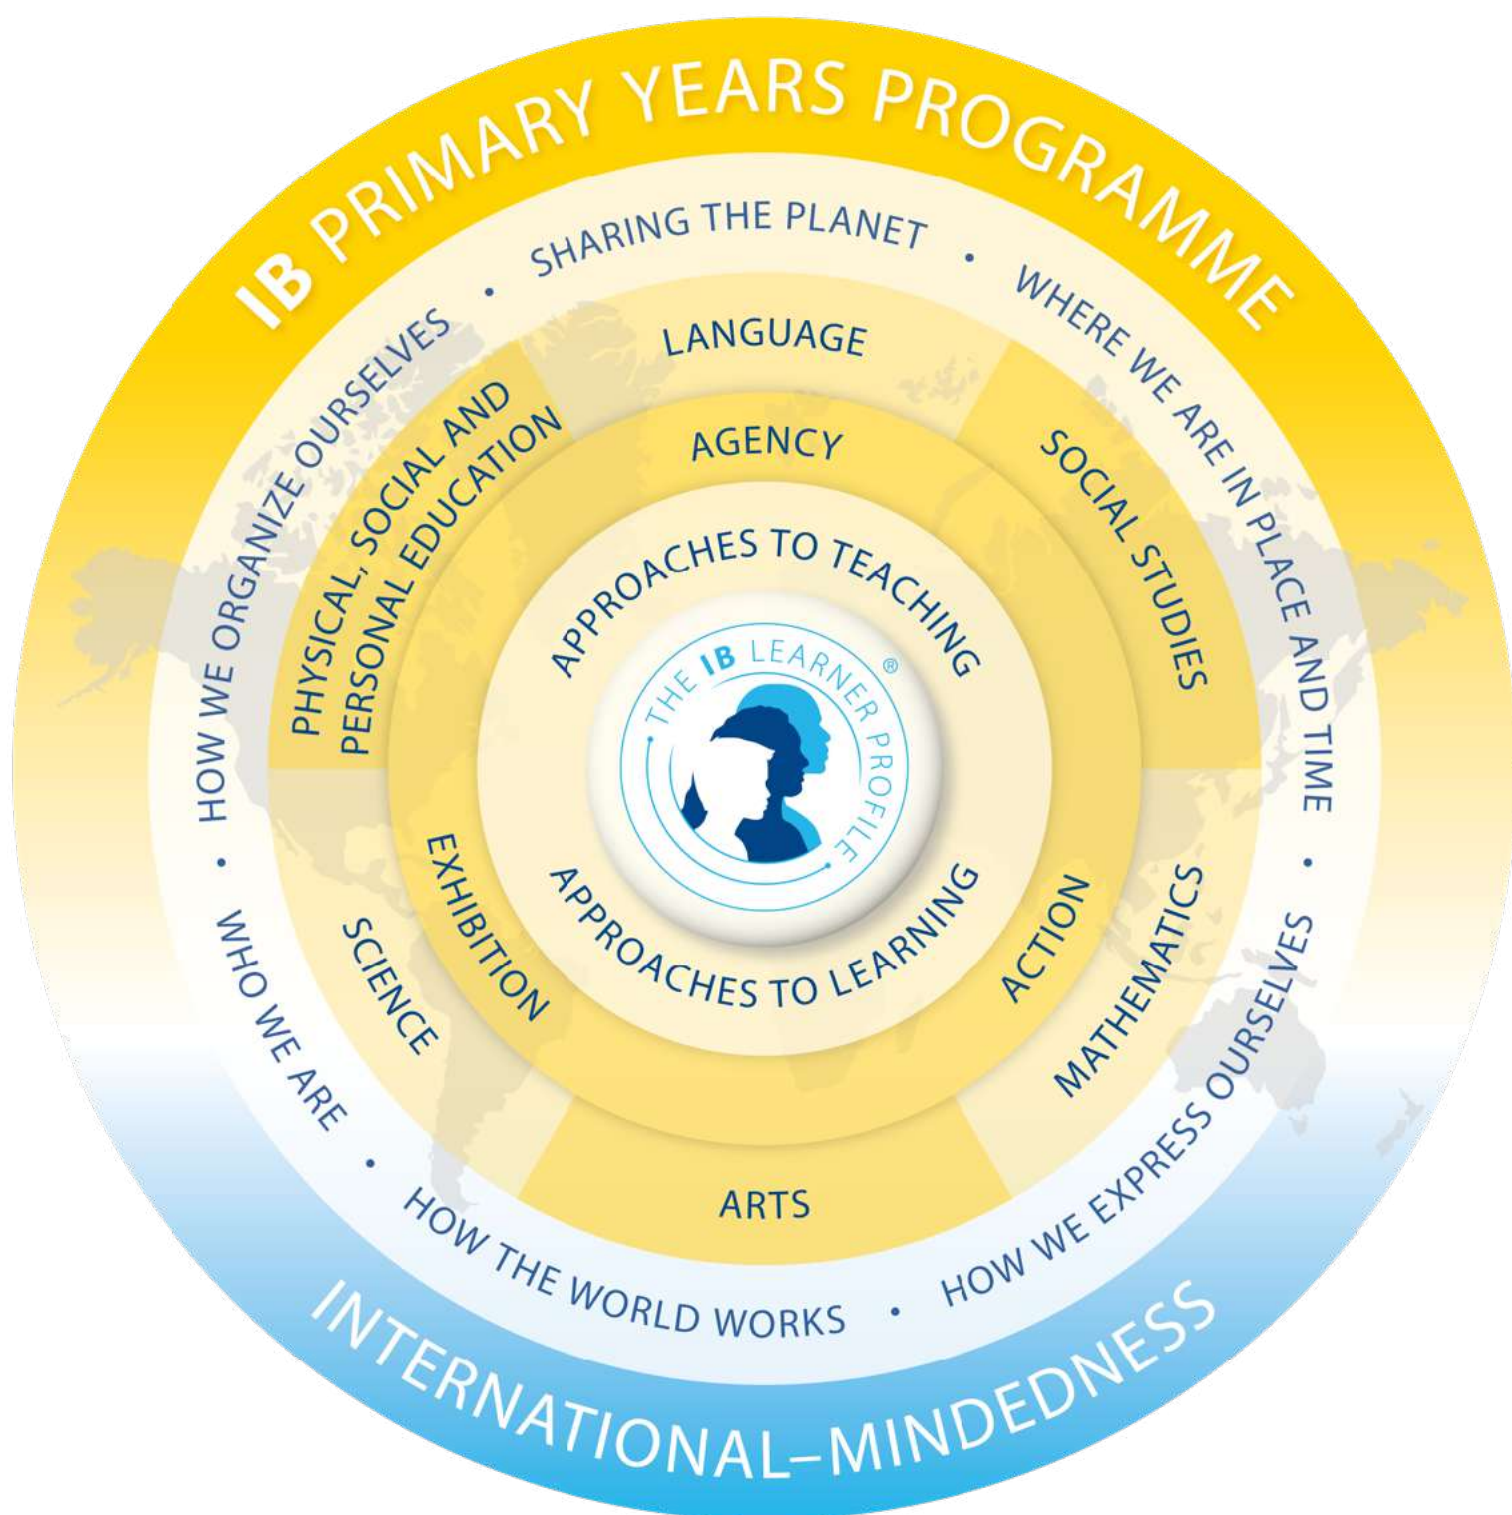 IB PRIMARY YEARS PROGRAMME
SHARING THE PLANET
•
WHERE WE ARE IN PLACE AND TIME
•
HOW WE EXPRESS OURSELVES
•
HOW THE WORLD WORKS
•
WHO WE ARE
•
HOW WE ORGANIZE OURSELVES
•
LANGUAGE
SOCIAL STUDIES
MATHEMATICS
ARTS
SCIENCE
PHYSICAL, SOCIAL AND
PERSONAL EDUCATION
AGENCY
ACTION
EXHIBITION
APPROACHES TO TEACHING
THE IB LEARNER PROFILE ®
APPROACHES TO LEARNING
INTERNATIONAL–MINDEDNESS